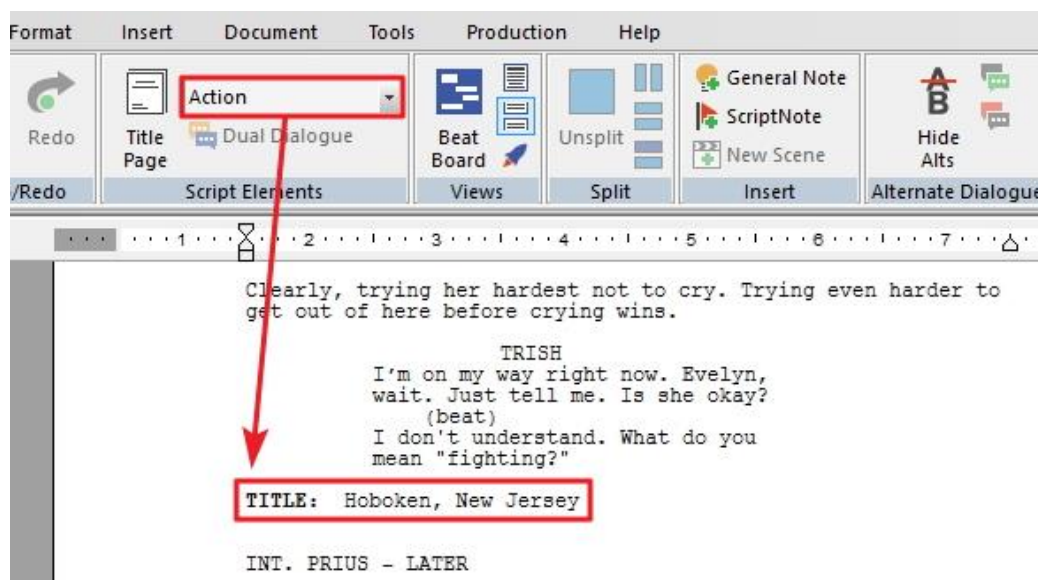 Format Insert Document Tools Production Help
Action
General Note
ScriptNote
New Scene
Redo
Title Page
Dual Dialogue
Beat Board
Unsplit
A
B
Hide Alts
/Redo Script Elements Views Split Insert Alternate Dialogue
1 2 3 4 5 6 7
Clearly, trying her hardest not to cry. Trying even harder to
get out of here before crying wins.
TRISH
I'm on my way right now. Evelyn,
wait. Just tell me. Is she okay?
(beat)
I don't understand. What do you
mean "fighting?"
TITLE: Hoboken, New Jersey
INT. PRIUS - LATER